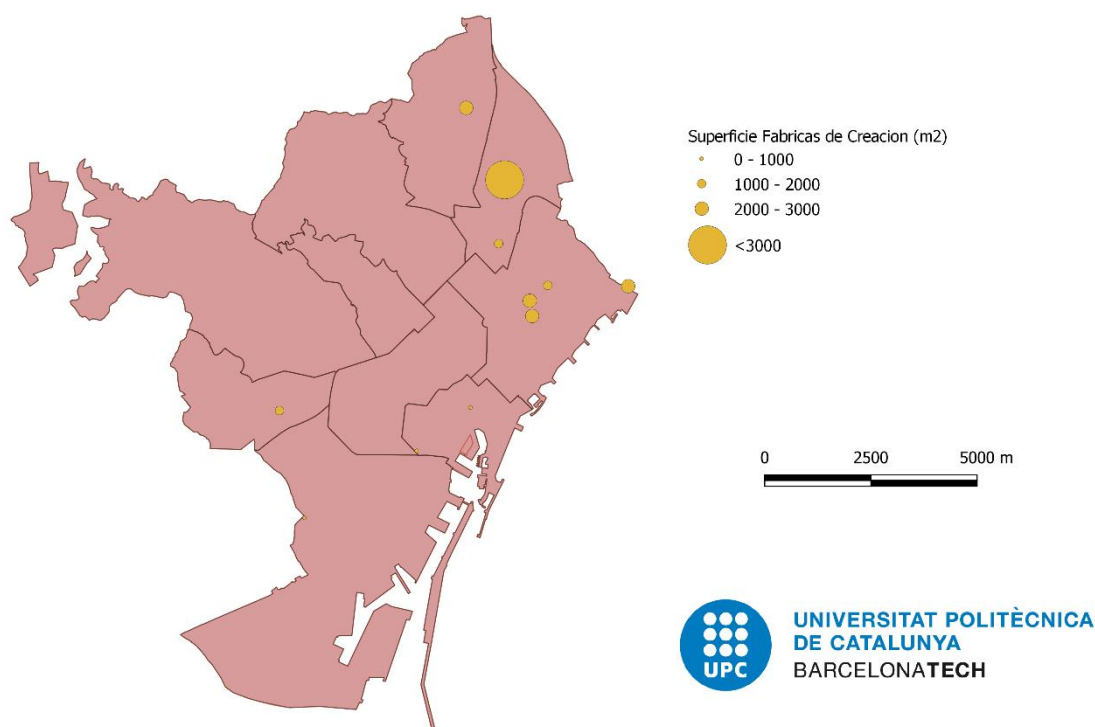 Superficie Fabricas de Creacion (m2)
0 - 1000
1000 - 2000
2000 - 3000
<3000
0 2500 5000 m
UPC
UNIVERSITAT POLITÈCNICA
DE CATALUNYA
BARCELONATECH